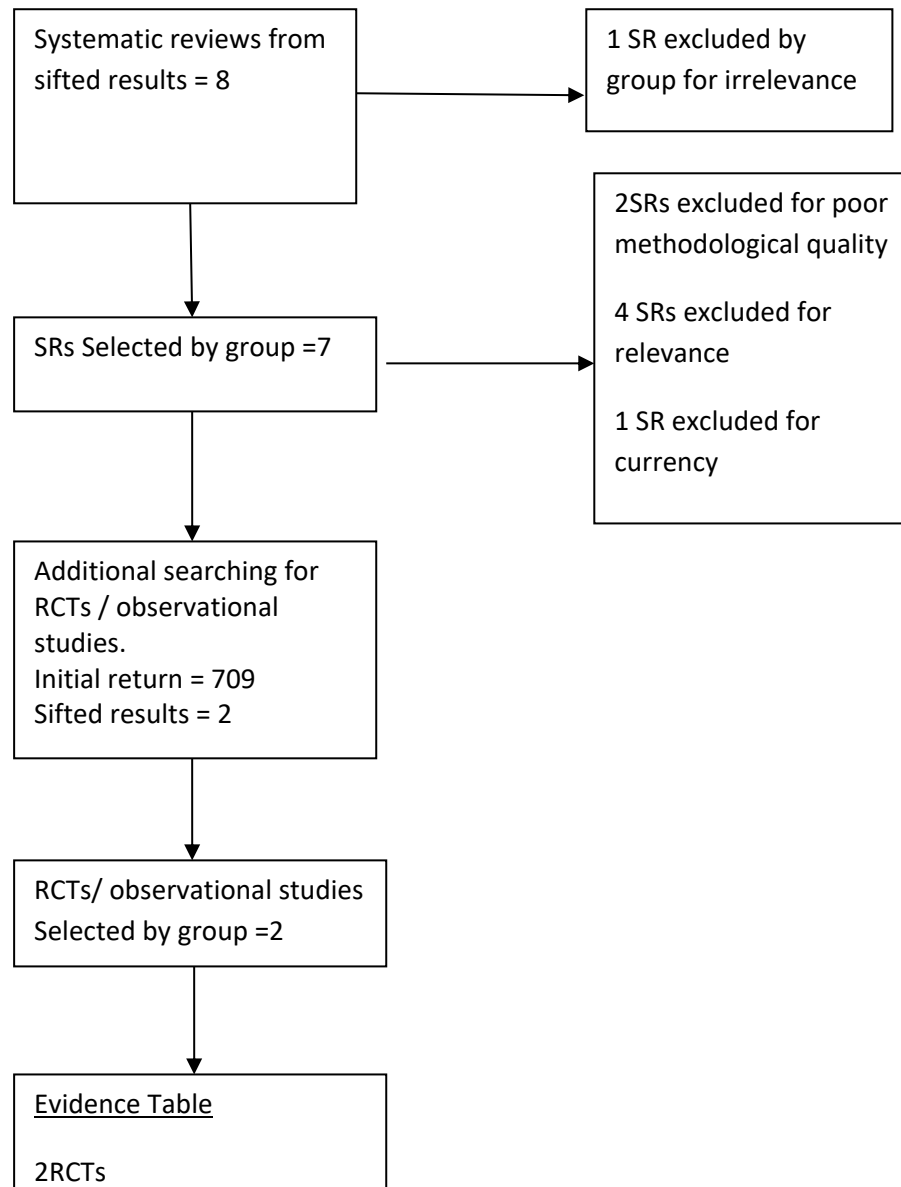 Systematic reviews from
sifted results = 8
1 SR excluded by
group for irrelevance
2SRs excluded for poor
methodological quality
4 SRs excluded for
relevance
1 SR excluded for
currency
SRs Selected by group =7
Additional searching for
RCTs / observational
studies.
Initial return = 709
Sifted results = 2
RCTs/ observational studies
Selected by group =2
Evidence Table
2RCTs